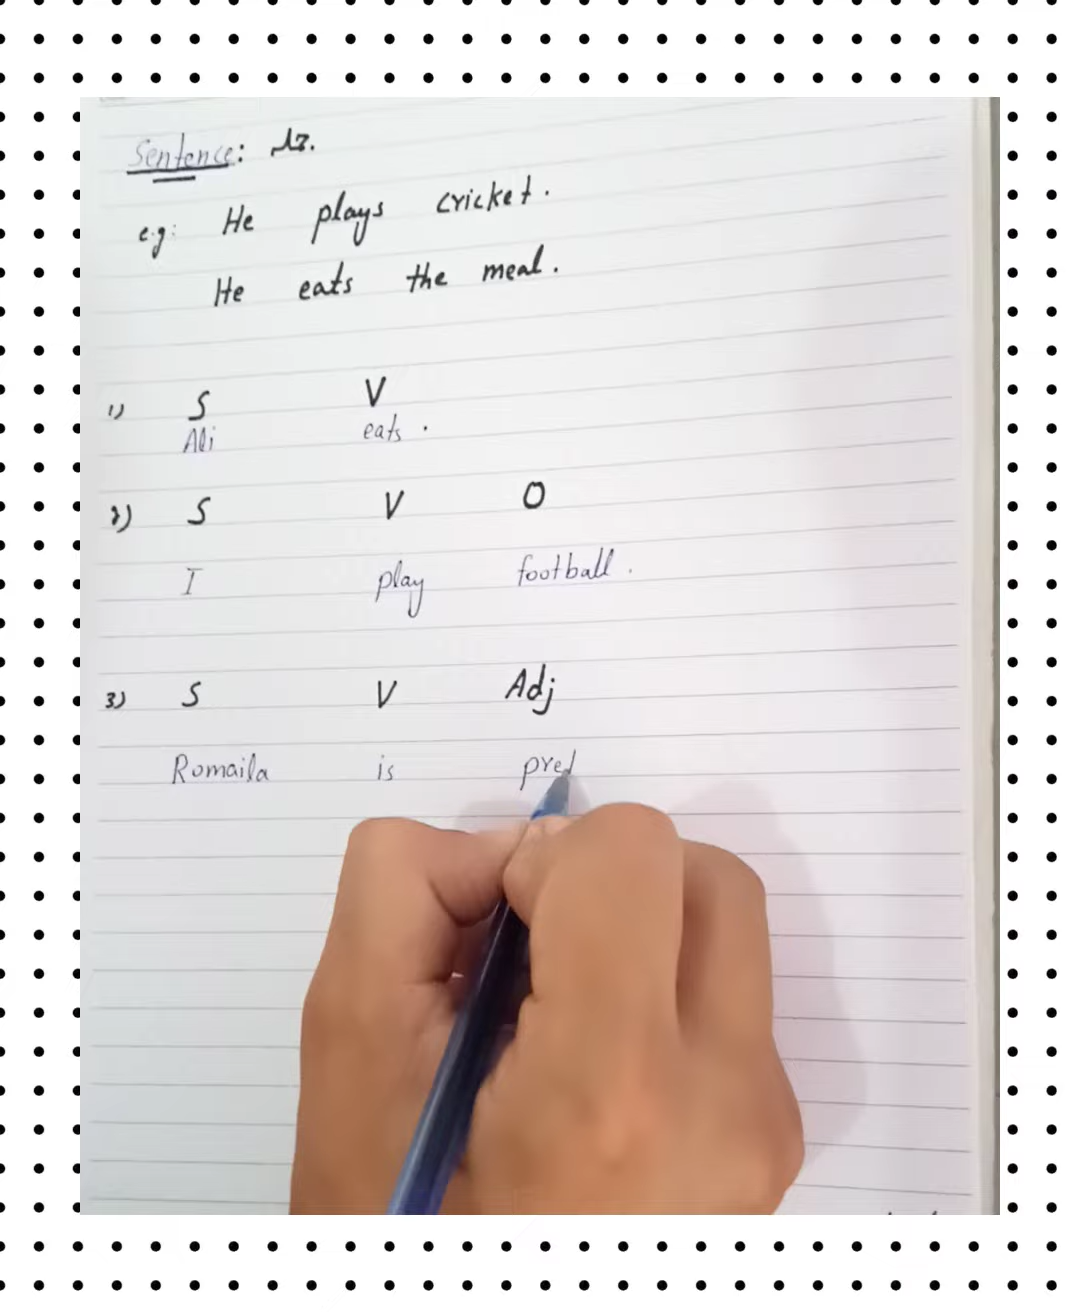 Sentence: جملہ.
e.g: He plays cricket.
He eats the meal.
1) S V
Ali eats.
2) S V O
I play football.
3) S V Adj
Romaila is pret